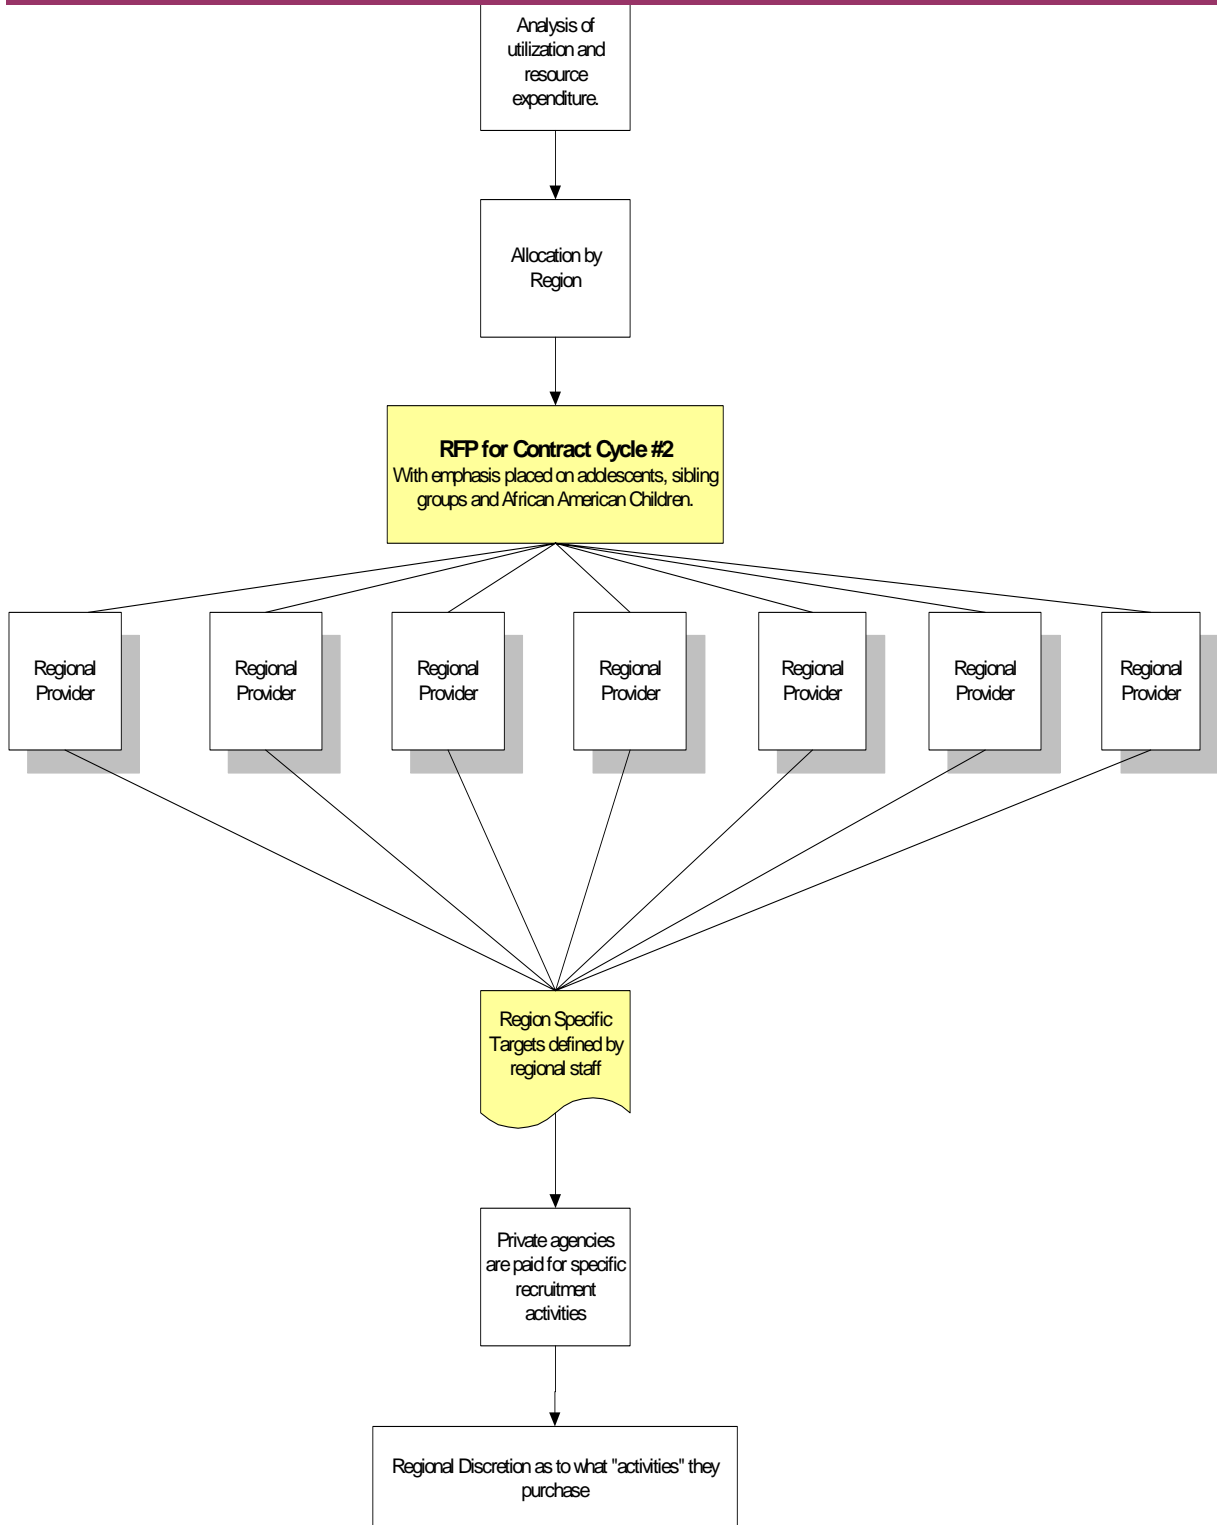 Analysis of
utilization and
resource
expenditure.
Allocation by
Region
RFP for Contract Cycle #2
With emphasis placed on adolescents, sibling
groups and African American Children.
Regional
Provider
Regional
Provider
Regional
Provider
Regional
Provider
Regional
Provider
Regional
Provider
Regional
Provider
Region Specific
Targets defined by
regional staff
Private agencies
are paid for specific
recruitment
activities
Regional Discretion as to what "activities" they
purchase